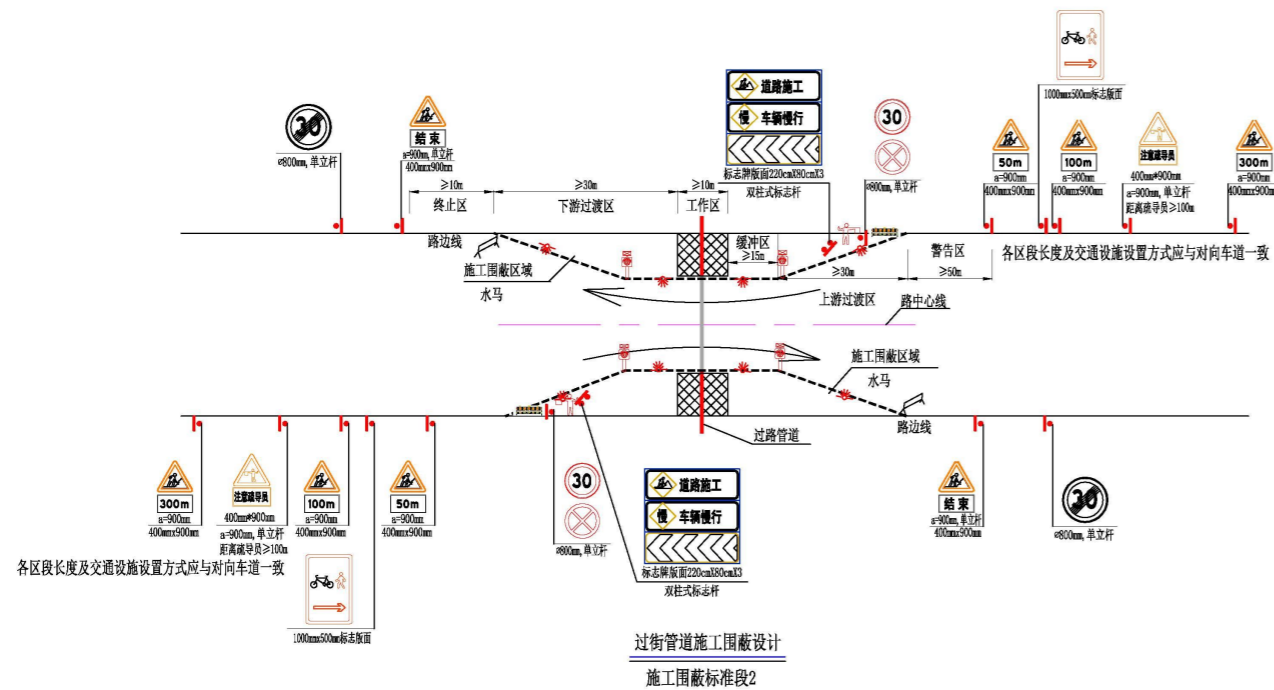 1000mmx500mm标志版面
道路施工
慢 车辆慢行
标志牌版面220cmX80cmX3
双柱式标志杆
30
⌀800mm,单立杆
30
⌀800mm,单立杆
结束
a=900mm,单立杆
400mmx900mm
50m
a=900mm
400mmx900mm
100m
a=900mm
400mmx900mm
注意疏导员
400mm*900mm
a=900mm,单立杆
距离疏导员≥100m
300m
a=900mm
400mmx900mm
≥10m
终止区
≥30m
下游过渡区
≥10m
工作区
缓冲区
≥15m
≥30m
上游过渡区
警告区
≥50m
各区段长度及交通设施设置方式应与对向车道一致
路边线
施工围蔽区域
水马
路中心线
施工围蔽区域
水马
路边线
过路管道
300m
a=900mm
400mmx900mm
注意疏导员
400mm*900mm
a=900mm,单立杆
距离疏导员≥100m
100m
a=900mm
400mmx900mm
50m
a=900mm
400mmx900mm
各区段长度及交通设施设置方式应与对向车道一致
1000mmx500mm标志版面
30
⌀800mm,单立杆
道路施工
慢 车辆慢行
标志牌版面220cmX80cmX3
双柱式标志杆
结束
a=900mm,单立杆
400mmx900mm
30
⌀800mm,单立杆
过街管道施工围蔽设计
施工围蔽标准段2